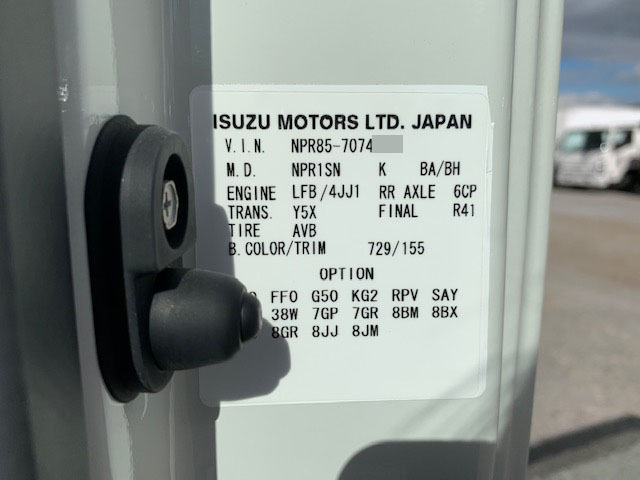 ISUZU MOTORS LTD. JAPAN
V.I.N. NPR85-7074
M.D. NPR1SN K BA/BH
ENGINE LFB/4JJ1 RR AXLE 6CP
TRANS. Y5X FINAL R41
TIRE AVB
B.COLOR/TRIM 729/155
OPTION
FFO G50 KG2 RPV SAY
38W 7GP 7GR 8BM 8BX
8GR 8JJ 8JM